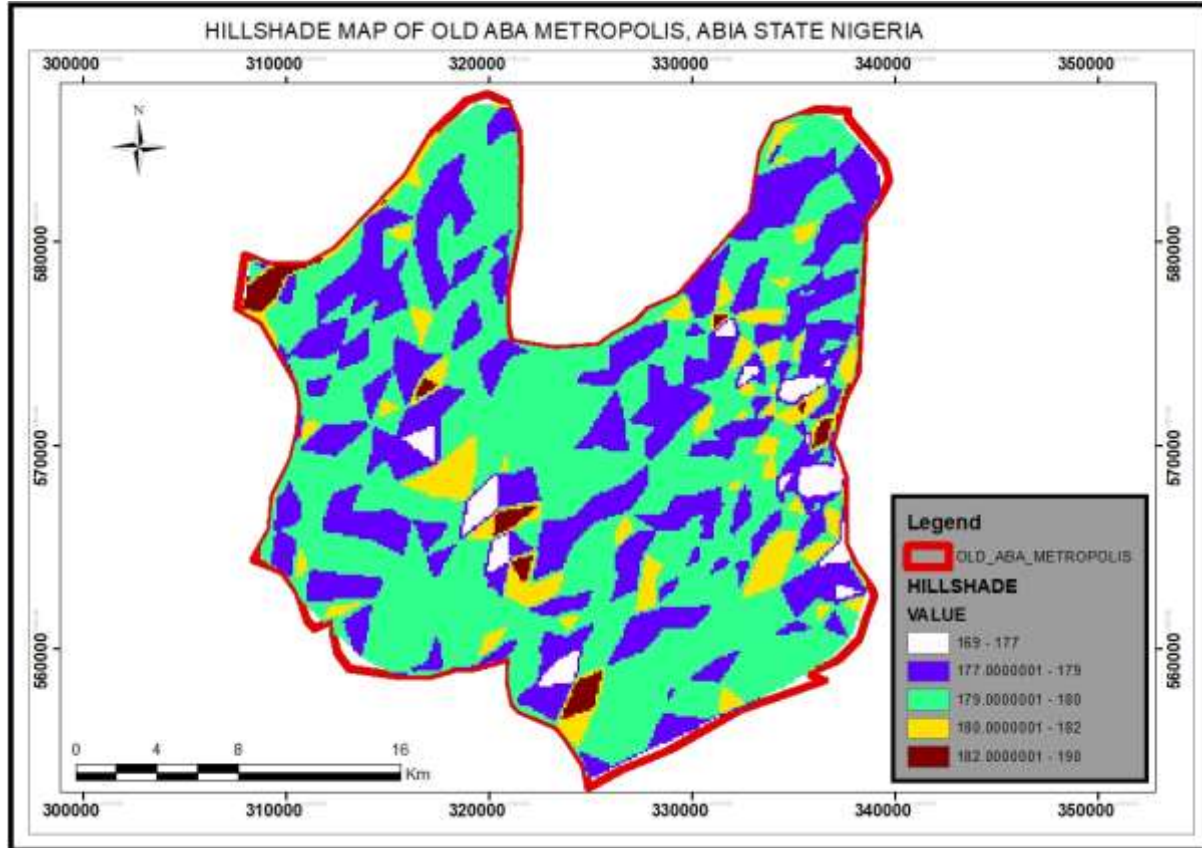 HILLSHADE MAP OF OLD ABA METROPOLIS, ABIA STATE NIGERIA
300000 310000 320000 330000 340000 350000
N
580000 580000
570000 570000
560000 560000
Legend
OLD_ABA_METROPOLIS
HILLSHADE
VALUE
169 - 177
177.0000001 - 179
179.0000001 - 180
180.0000001 - 182
182.0000001 - 190
0 4 8 16
Km
300000 310000 320000 330000 340000 350000